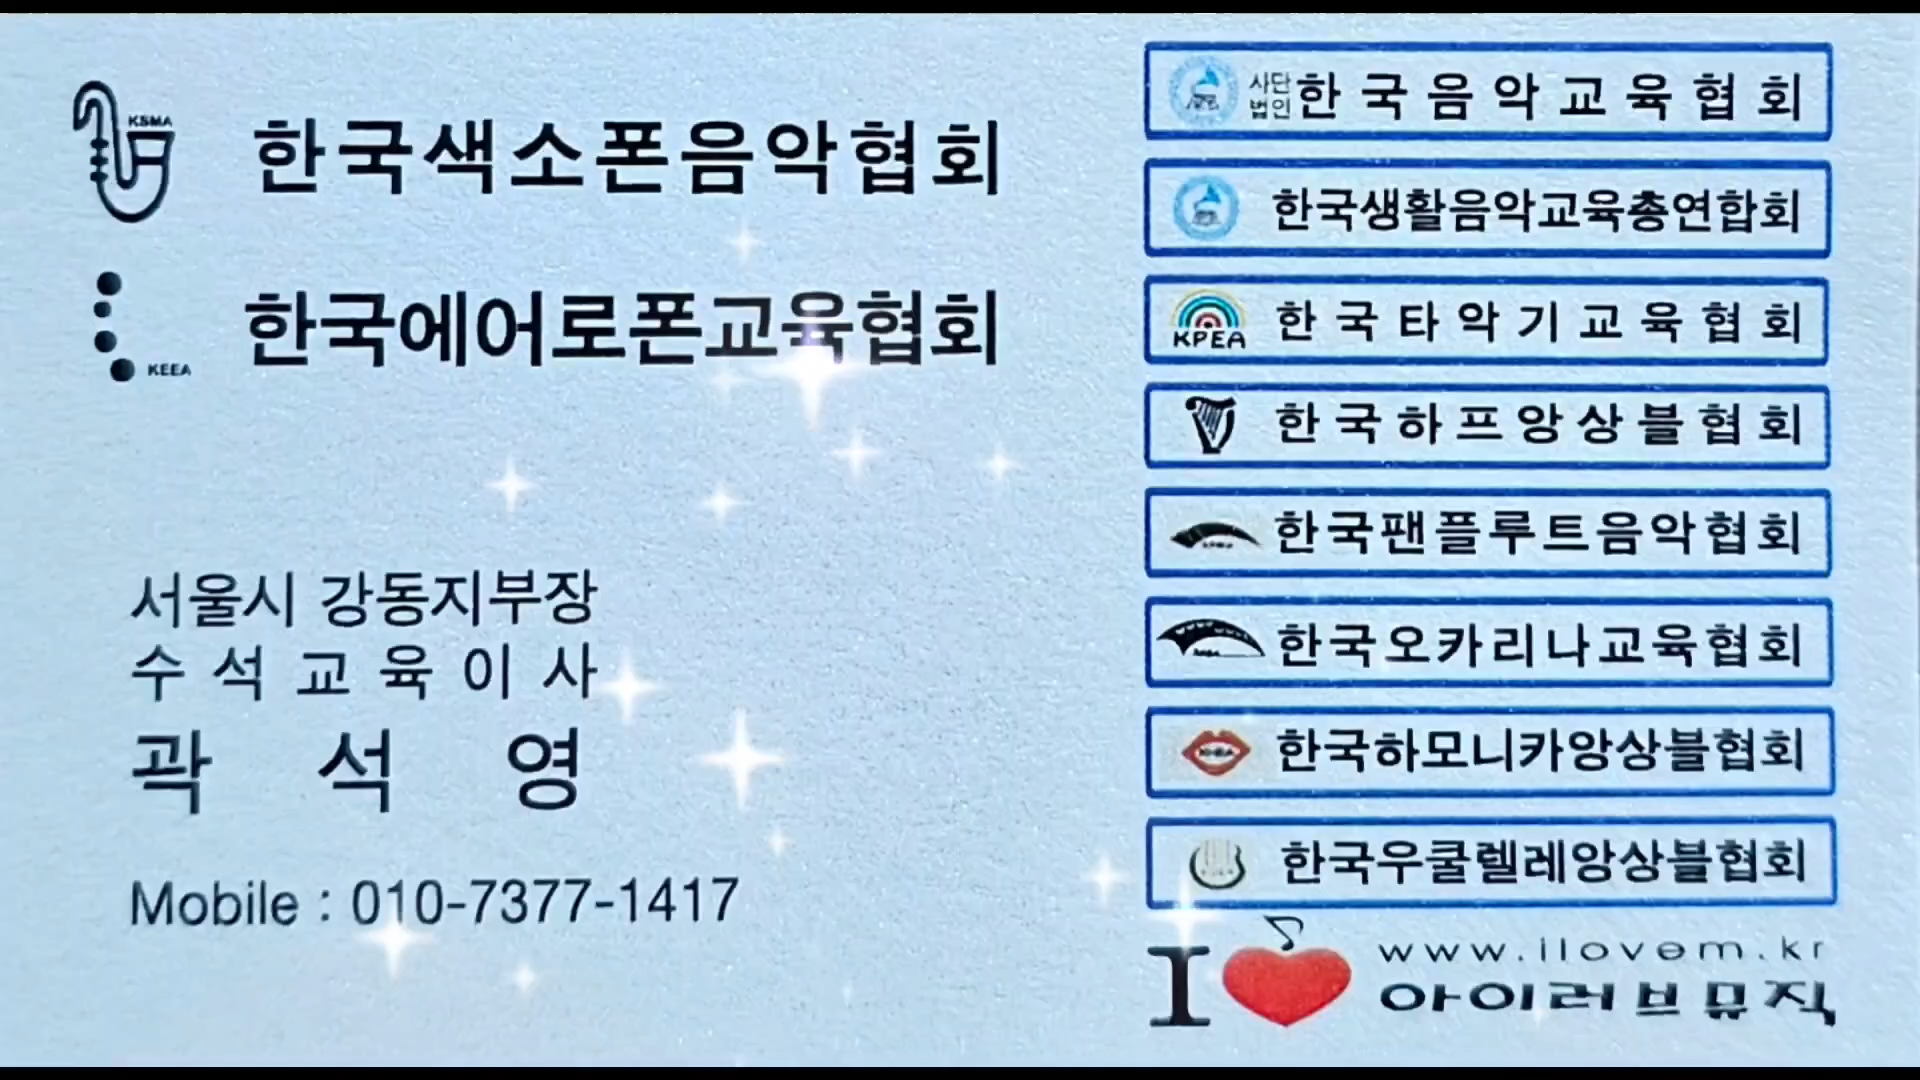 KSMA
한국색소폰음악협회
KEEA
한국에어로폰교육협회
서울시 강동지부장
수석교육이사
곽석영
Mobile : 010-7377-1417
사단법인 한국음악교육협회
한국생활음악교육총연합회
KPEA
한국타악기교육협회
한국하프앙상블협회
한국팬플루트음악협회
한국오카리나교육협회
한국하모니카앙상블협회
한국우쿨렐레앙상블협회
I
www.ilovem.kr
아이러브뮤직